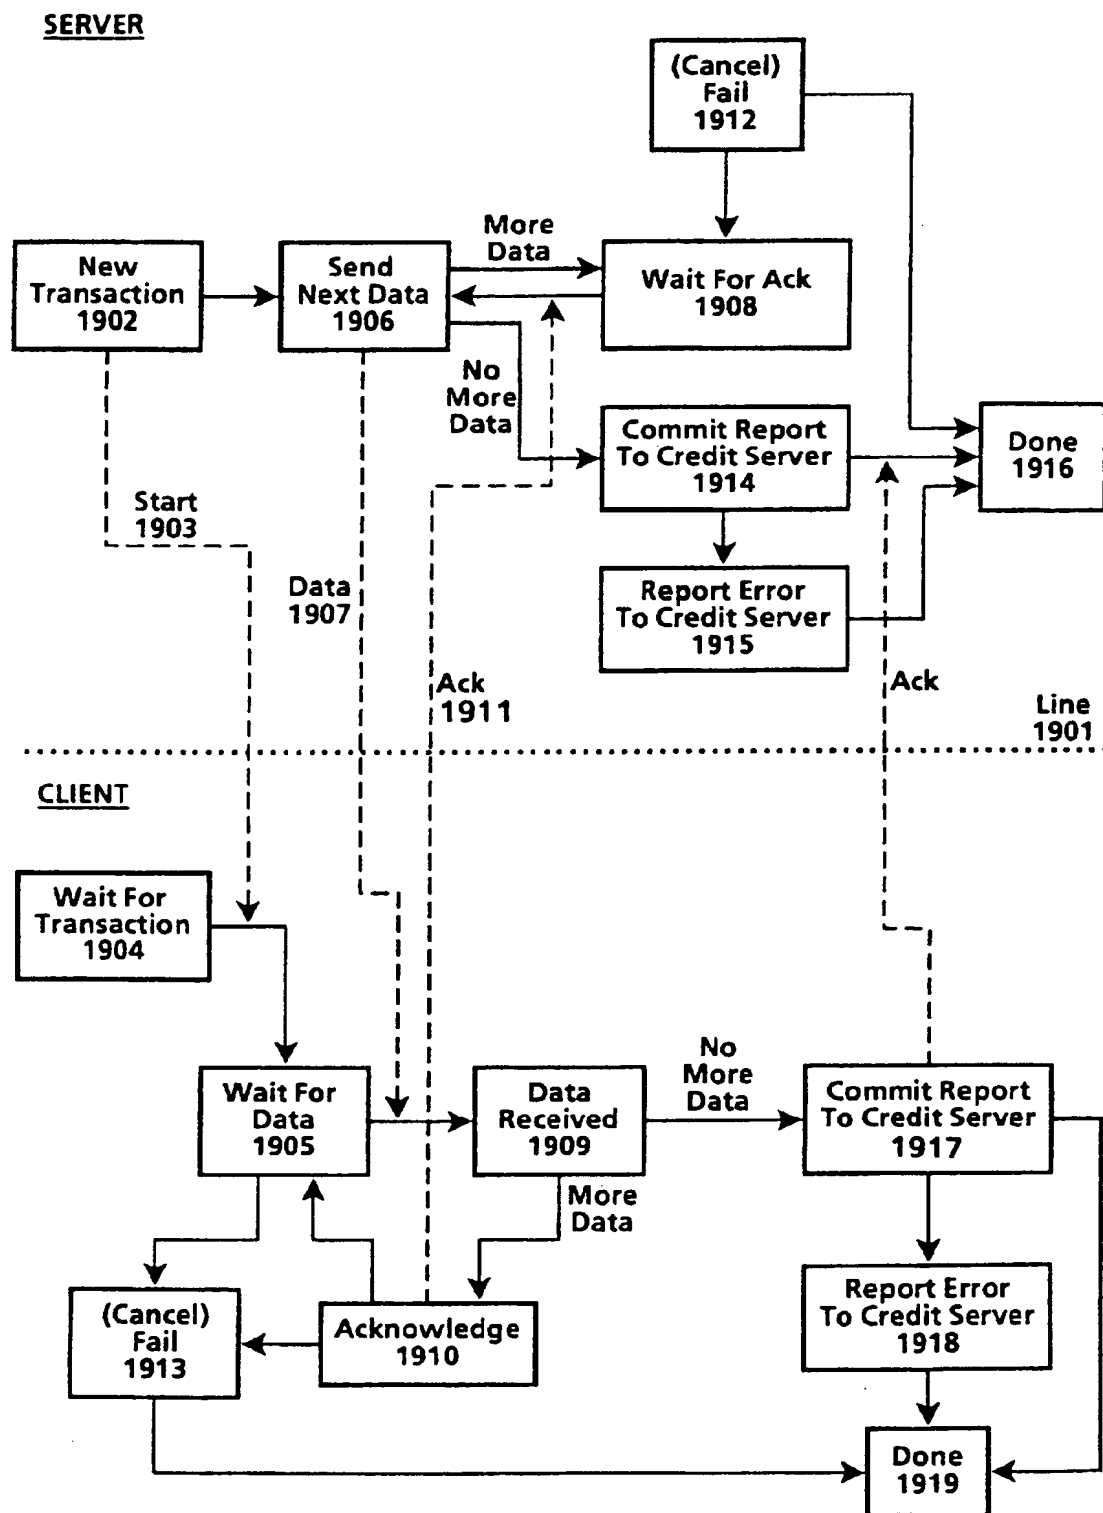 SERVER
(Cancel)
Fail
1912
New
Transaction
1902
Send
Next Data
1906
More
Data
Wait For Ack
1908
No
More
Data
Commit Report
To Credit Server
1914
Done
1916
Start
1903
Data
1907
Report Error
To Credit Server
1915
Ack
1911
Ack
Line
1901
CLIENT
Wait For
Transaction
1904
Wait For
Data
1905
Data
Received
1909
No
More
Data
Commit Report
To Credit Server
1917
More
Data
(Cancel)
Fail
1913
Acknowledge
1910
Report Error
To Credit Server
1918
Done
1919